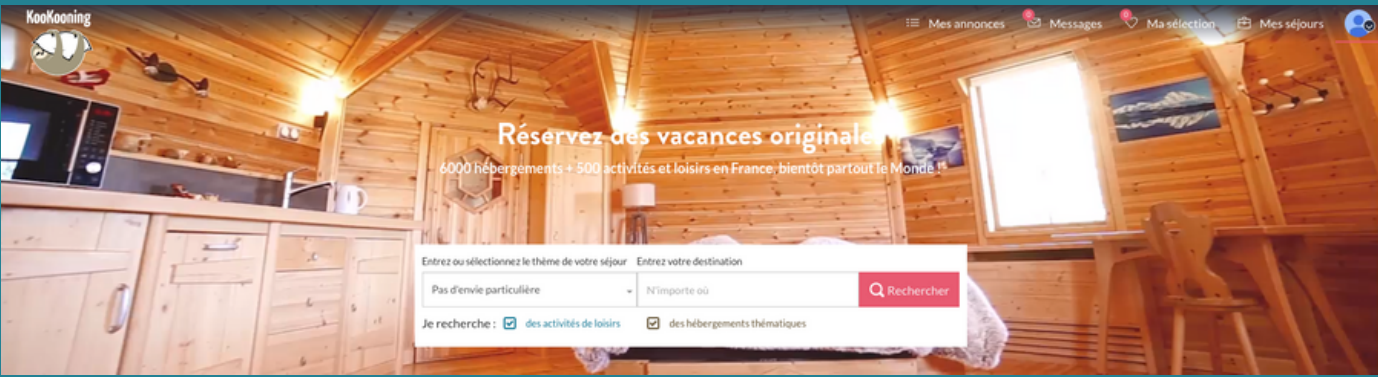 KooKooning
Mes annonces
0
Messages
0
Ma sélection
Mes séjours
Réservez des vacances originales
6000 hébergements + 500 activités et loisirs en France, bientôt partout le Monde !
Entrez ou sélectionnez le thème de votre séjour
Entrez votre destination
Pas d'envie particulière
N'importe où
Rechercher
Je recherche :
des activités de loisirs
des hébergements thématiques